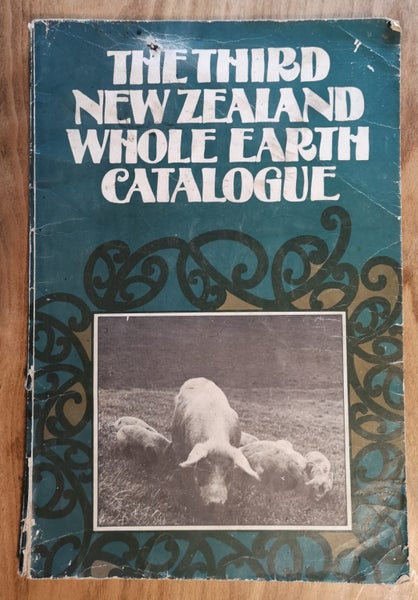 THE THIRD
NEW ZEALAND
WHOLE EARTH
CATALOGUE